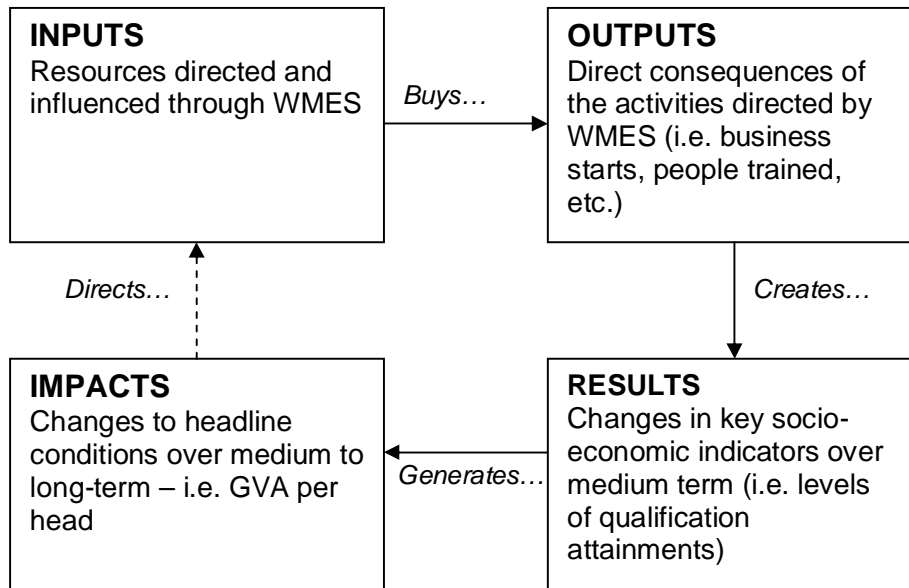 INPUTS
Resources directed and
influenced through WMES
Buys…
OUTPUTS
Direct consequences of
the activities directed by
WMES (i.e. business
starts, people trained,
etc.)
Directs…
Creates…
IMPACTS
Changes to headline
conditions over medium to
long-term – i.e. GVA per
head
Generates…
RESULTS
Changes in key socio-
economic indicators over
medium term (i.e. levels
of qualification
attainments)